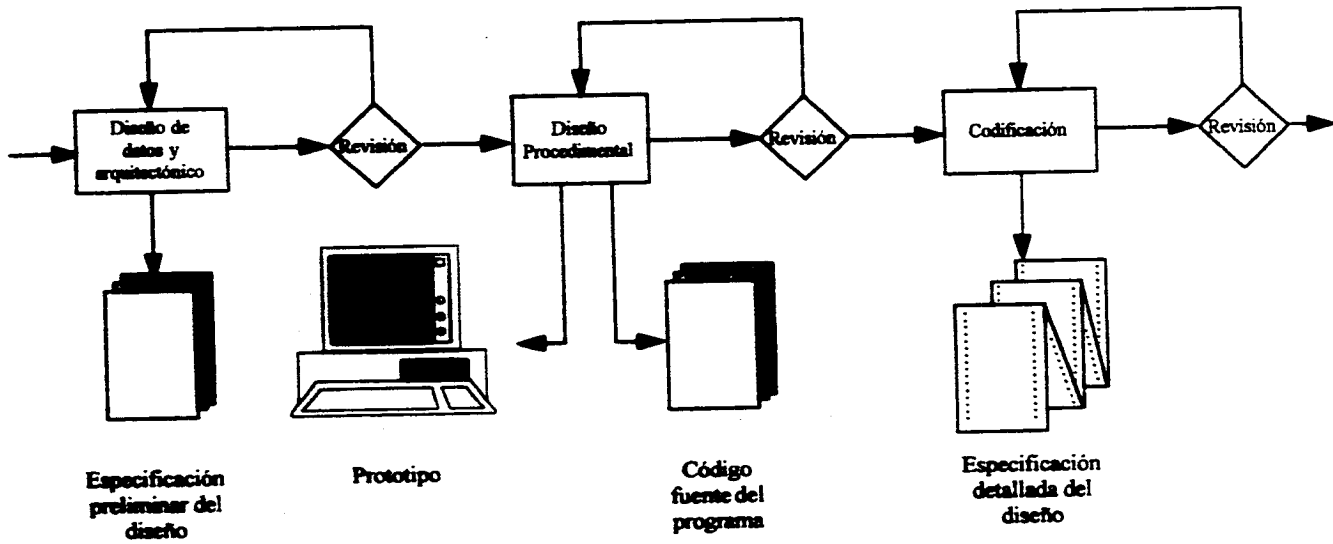 Diseño de
datos y
arquitectónico
Revisión
Diseño
Procedimental
Revisión
Codificación
Revisión
Especificación
preliminar del
diseño
Prototipo
Código
fuente del
programa
Especificación
detallada del
diseño